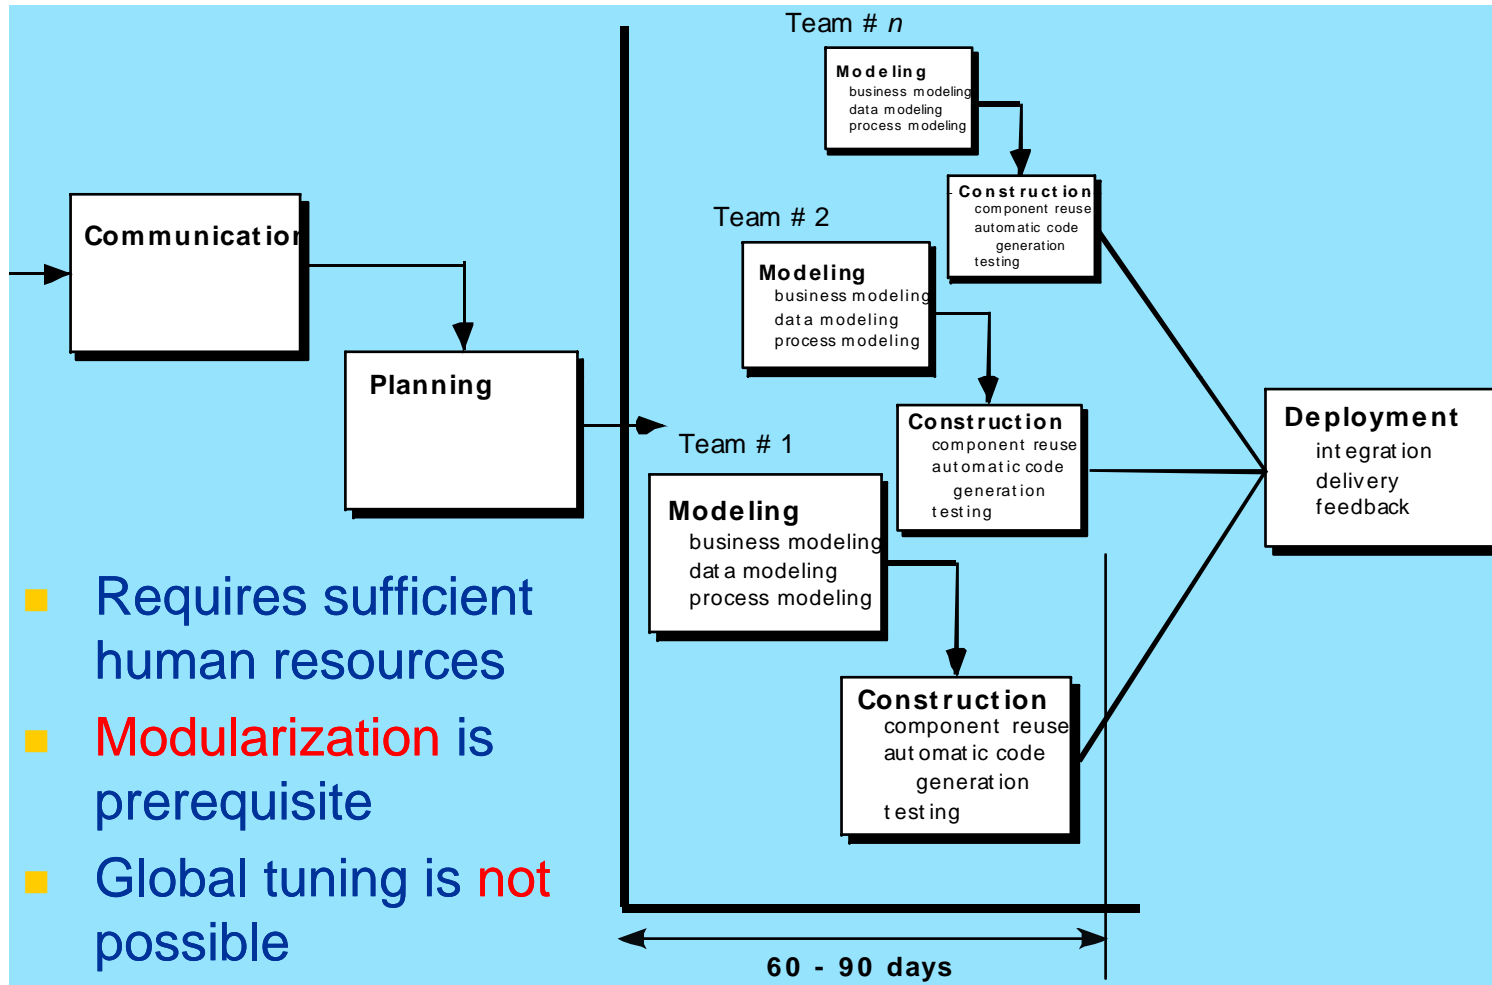 Team # n
Modeling
business modeling
data modeling
process modeling
Construction
component reuse
automatic code
generation
testing
Team # 2
Modeling
business modeling
data modeling
process modeling
Construction
component reuse
automatic code
generation
testing
Communication
Planning
Team # 1
Modeling
business modeling
data modeling
process modeling
Construction
component reuse
automatic code
generation
testing
Deployment
integration
delivery
feedback
Requires sufficient
human resources
Modularization is
prerequisite
Global tuning is not
possible
60 - 90 days